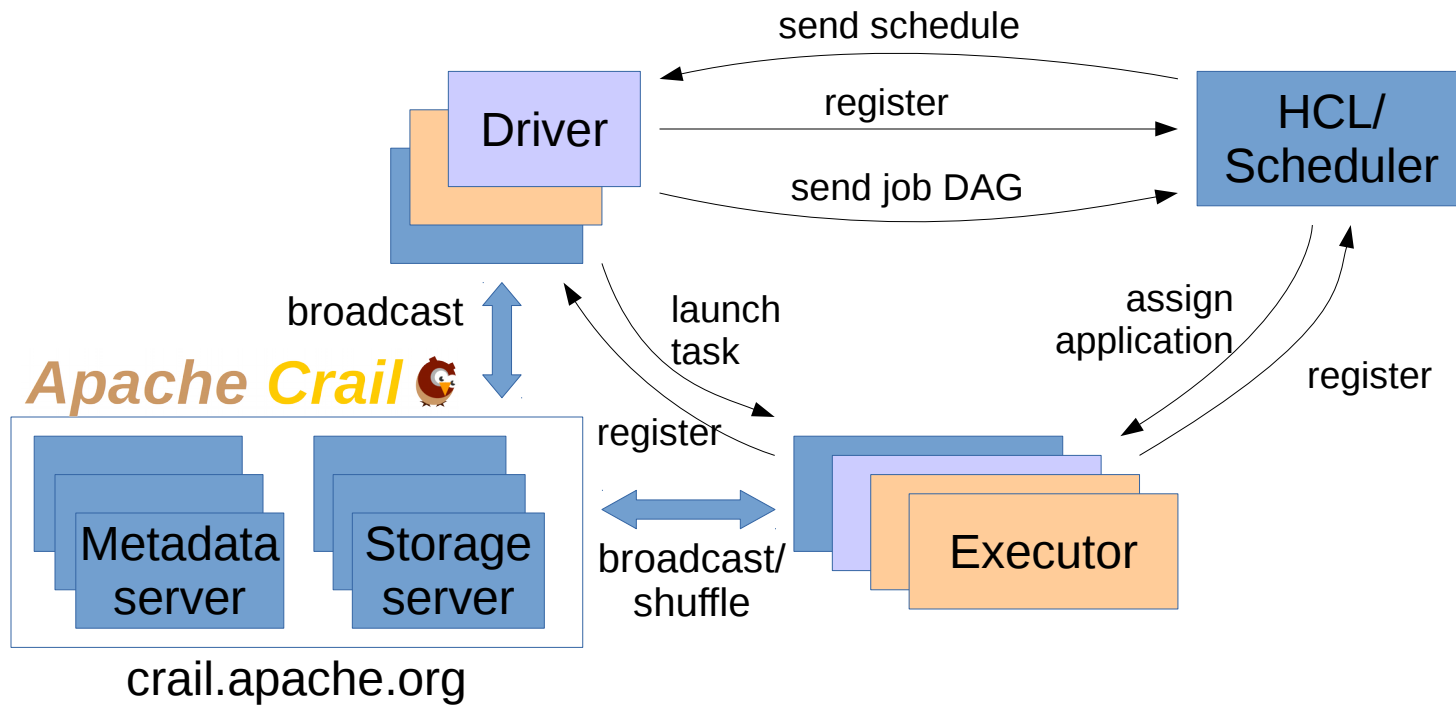 send schedule
register
send job DAG
Driver
HCL/
Scheduler
broadcast
launch
task
assign
application
register
register
Apache Crail
Metadata
server
Storage
server
broadcast/
shuffle
Executor
crail.apache.org